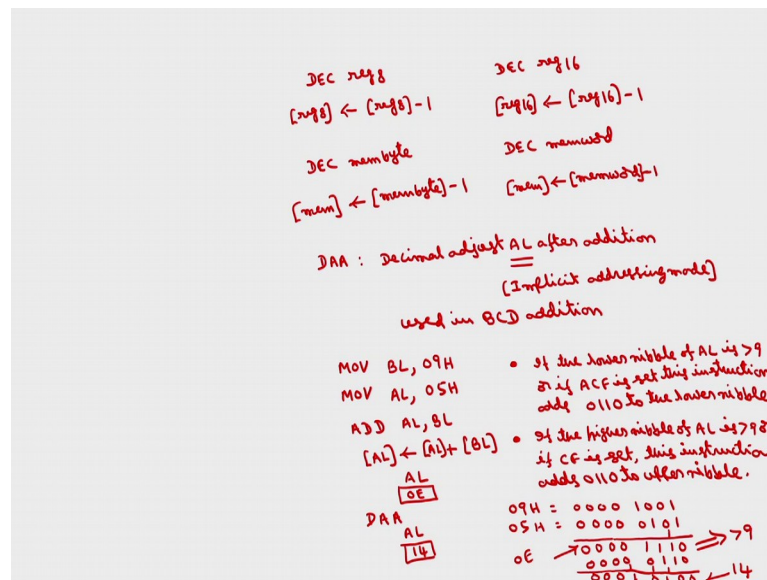 DEC reg8 DEC reg16
[reg8] ← [reg8]-1 [reg16] ← [reg16]-1
DEC membyte DEC memword
[mem] ← [membyte]-1 [mem] ← [memword]-1
DAA : Decimal adjust AL after addition
[Implicit addressing mode]
used in BCD addition
MOV BL, 09H
MOV AL, 05H
ADD AL, BL
[AL] ← [AL]+ [BL]
AL
0E
DAA
AL
14
• If the lower nibble of AL is >9
or if ACF is set this instruction
adds 0110 to the lower nibble
• If the higher nibble of AL is >9 or
if CF is set, this instruction
adds 0110 to upper nibble.
09H = 0000 1001
05H = 0000 0101
0E → 0000 1110 ⇒ >9
0000 0110
0001 0100 ← 14